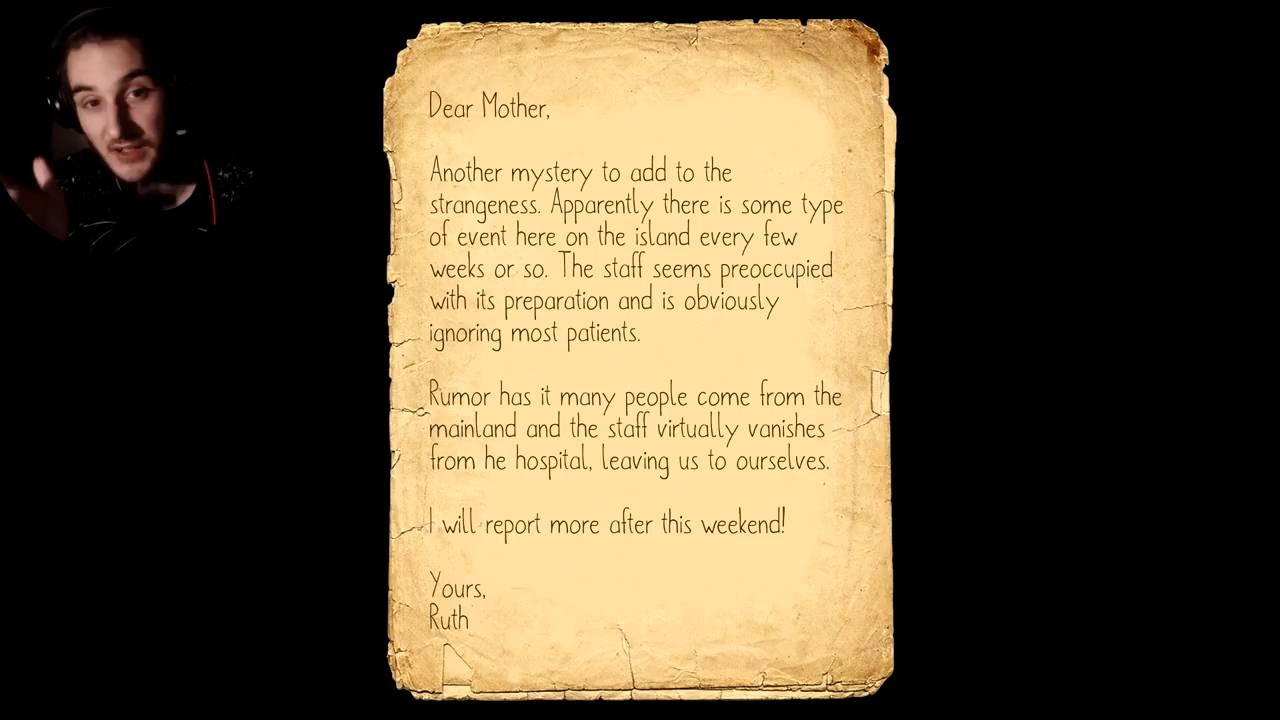 Dear Mother,
Another mystery to add to the
strangeness. Apparently there is some type
of event here on the island every few
weeks or so. The staff seems preoccupied
with its preparation and is obviously
ignoring most patients.
Rumor has it many people come from the
mainland and the staff virtually vanishes
from he hospital, leaving us to ourselves.
I will report more after this weekend!
Yours,
Ruth